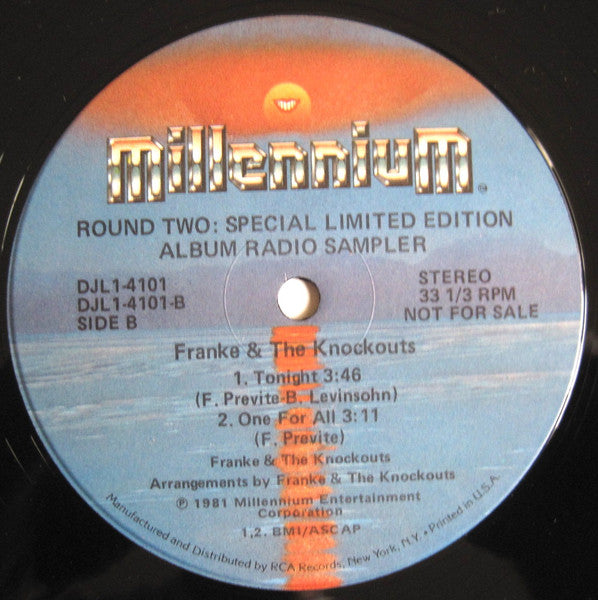 millenniuM
TM
ROUND TWO: SPECIAL LIMITED EDITION
ALBUM RADIO SAMPLER
DJL1-4101
DJL1-4101-B
SIDE B
STEREO
33 1/3 RPM
NOT FOR SALE
Franke & The Knockouts
1. Tonight 3:46
(F. Previte-B. Levinsohn)
2. One For All 3:11
(F. Previte)
Franke & The Knockouts
Arrangements by Franke & The Knockouts
℗ 1981 Millennium Entertainment
Corporation
1,2. BMI/ASCAP
Manufactured and Distributed by RCA Records, New York, N.Y. • Printed in U.S.A.